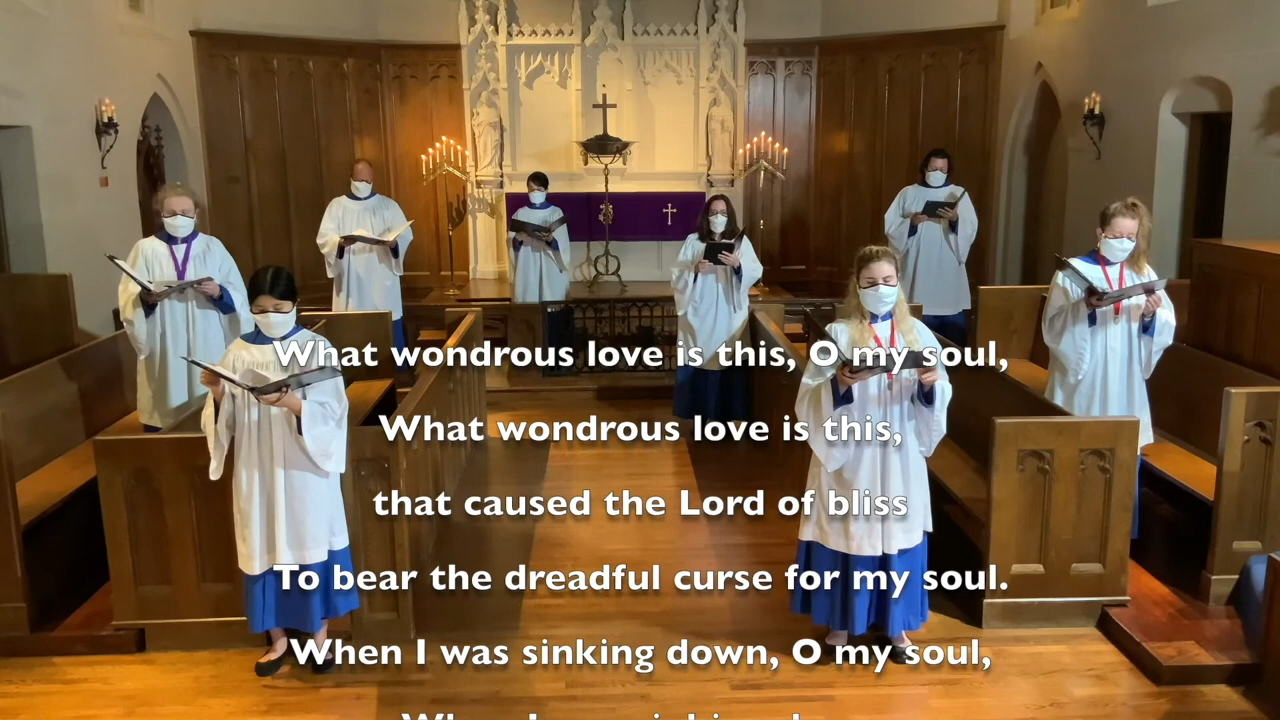 What wondrous love is this, O my soul,
What wondrous love is this,
that caused the Lord of bliss
To bear the dreadful curse for my soul.
When I was sinking down, O my soul,